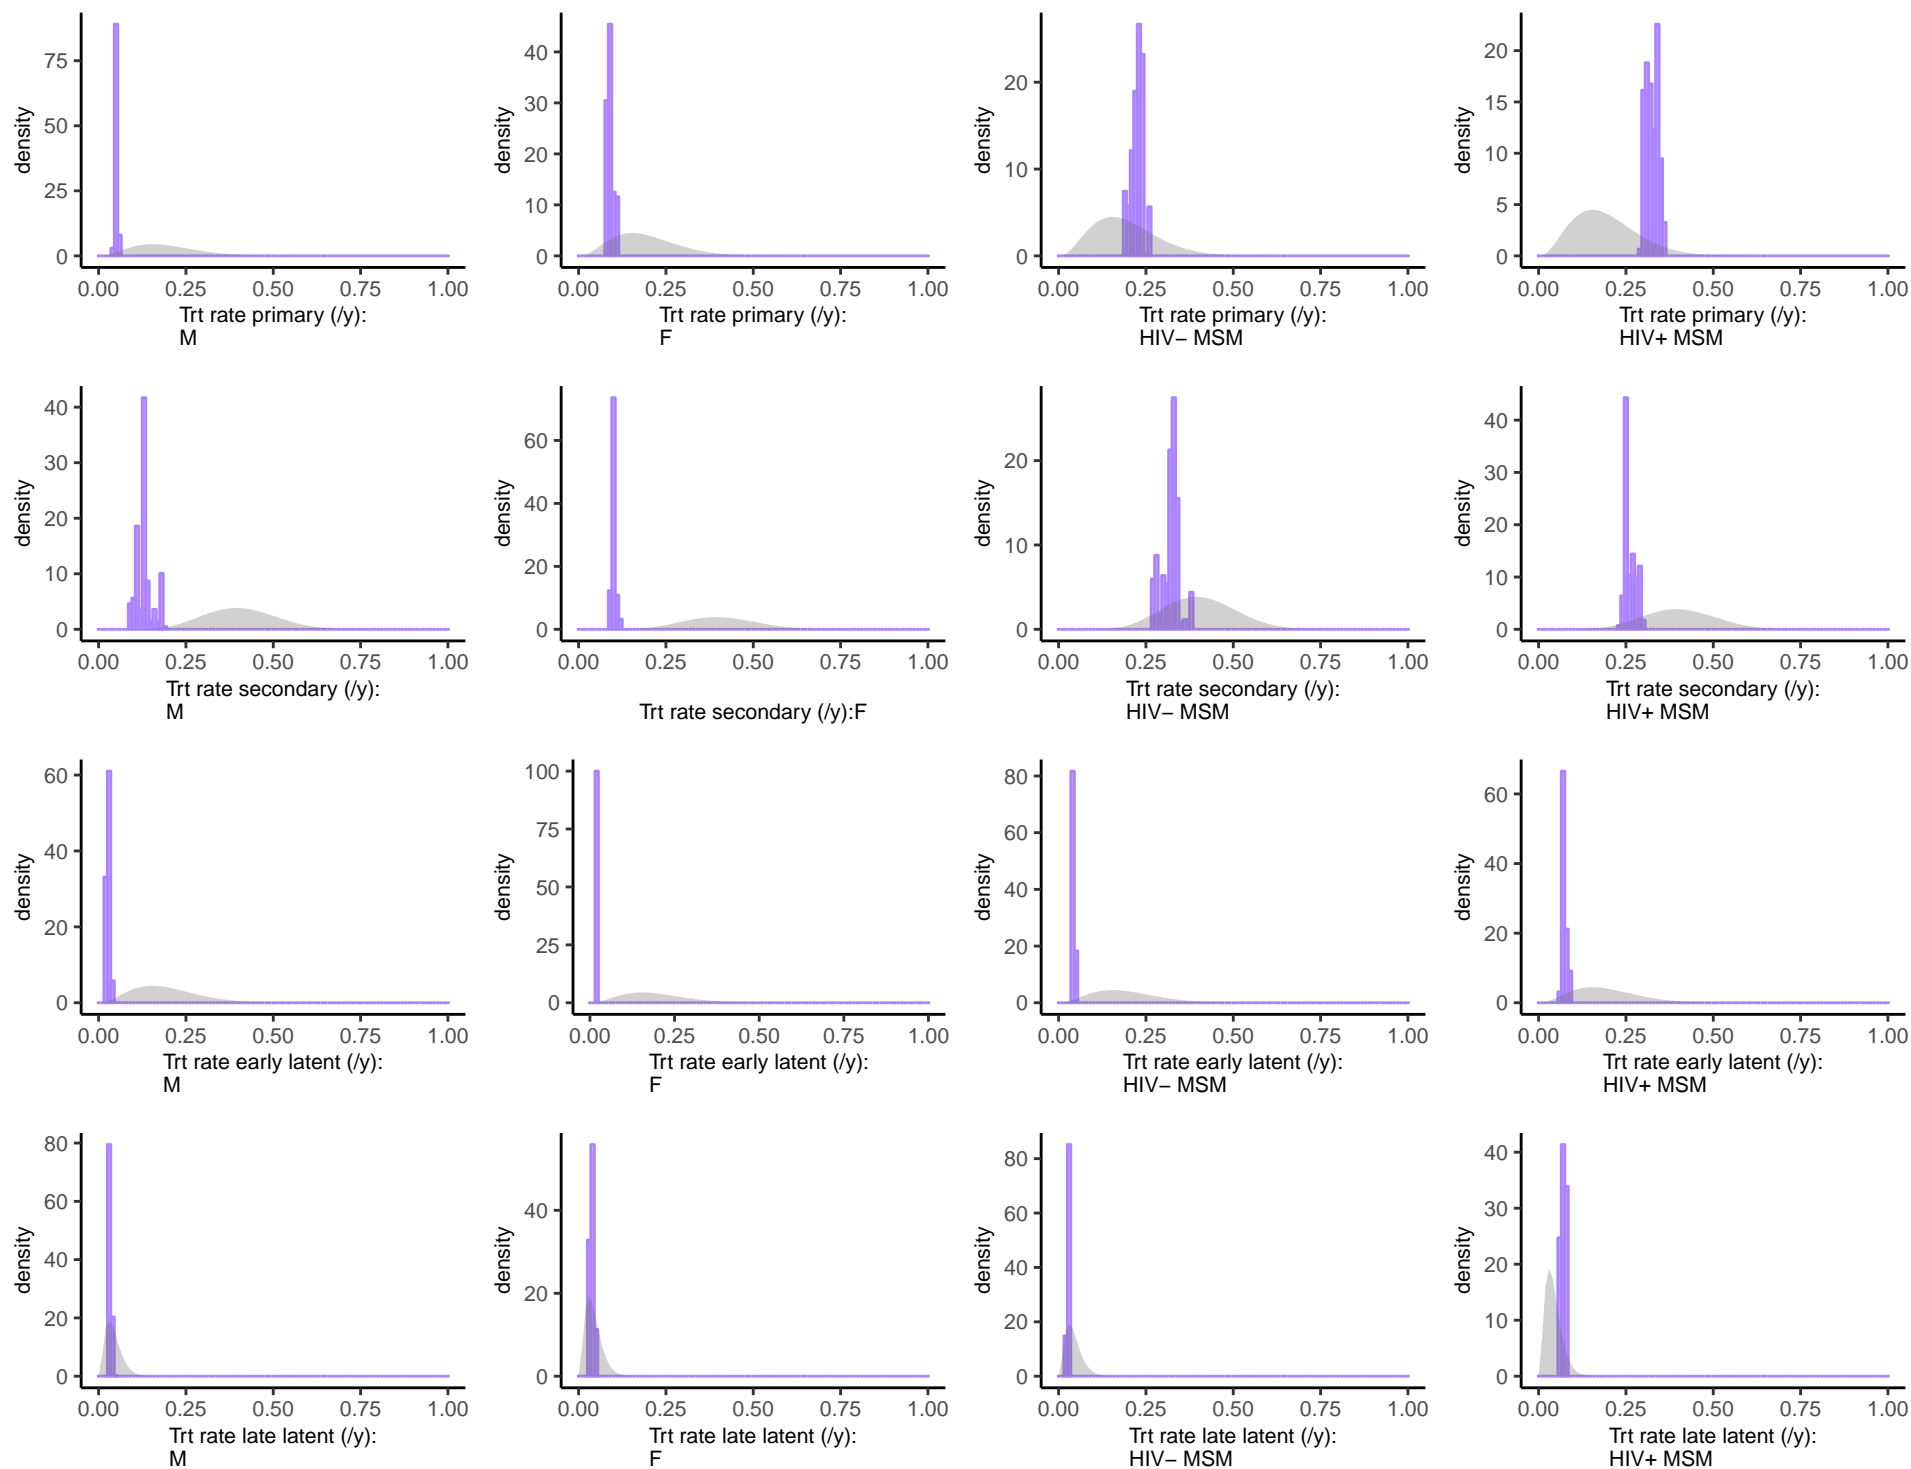 density
75
50
25
0
0.00 0.25 0.50 0.75 1.00
Trt rate primary (/y):
M
density
40
30
20
10
0
0.00 0.25 0.50 0.75 1.00
Trt rate primary (/y):
F
density
20
10
0
0.00 0.25 0.50 0.75 1.00
Trt rate primary (/y):
HIV− MSM
density
20
15
10
5
0
0.00 0.25 0.50 0.75 1.00
Trt rate primary (/y):
HIV+ MSM
density
40
30
20
10
0
0.00 0.25 0.50 0.75 1.00
Trt rate secondary (/y):
M
density
60
40
20
0
0.00 0.25 0.50 0.75 1.00
Trt rate secondary (/y):F
density
20
10
0
0.00 0.25 0.50 0.75 1.00
Trt rate secondary (/y):
HIV− MSM
density
40
30
20
10
0
0.00 0.25 0.50 0.75 1.00
Trt rate secondary (/y):
HIV+ MSM
density
60
40
20
0
0.00 0.25 0.50 0.75 1.00
Trt rate early latent (/y):
M
density
100
75
50
25
0
0.00 0.25 0.50 0.75 1.00
Trt rate early latent (/y):
F
density
80
60
40
20
0
0.00 0.25 0.50 0.75 1.00
Trt rate early latent (/y):
HIV− MSM
density
60
40
20
0
0.00 0.25 0.50 0.75 1.00
Trt rate early latent (/y):
HIV+ MSM
density
80
60
40
20
0
0.00 0.25 0.50 0.75 1.00
Trt rate late latent (/y):
M
density
40
20
0
0.00 0.25 0.50 0.75 1.00
Trt rate late latent (/y):
F
density
80
60
40
20
0
0.00 0.25 0.50 0.75 1.00
Trt rate late latent (/y):
HIV− MSM
density
40
30
20
10
0
0.00 0.25 0.50 0.75 1.00
Trt rate late latent (/y):
HIV+ MSM